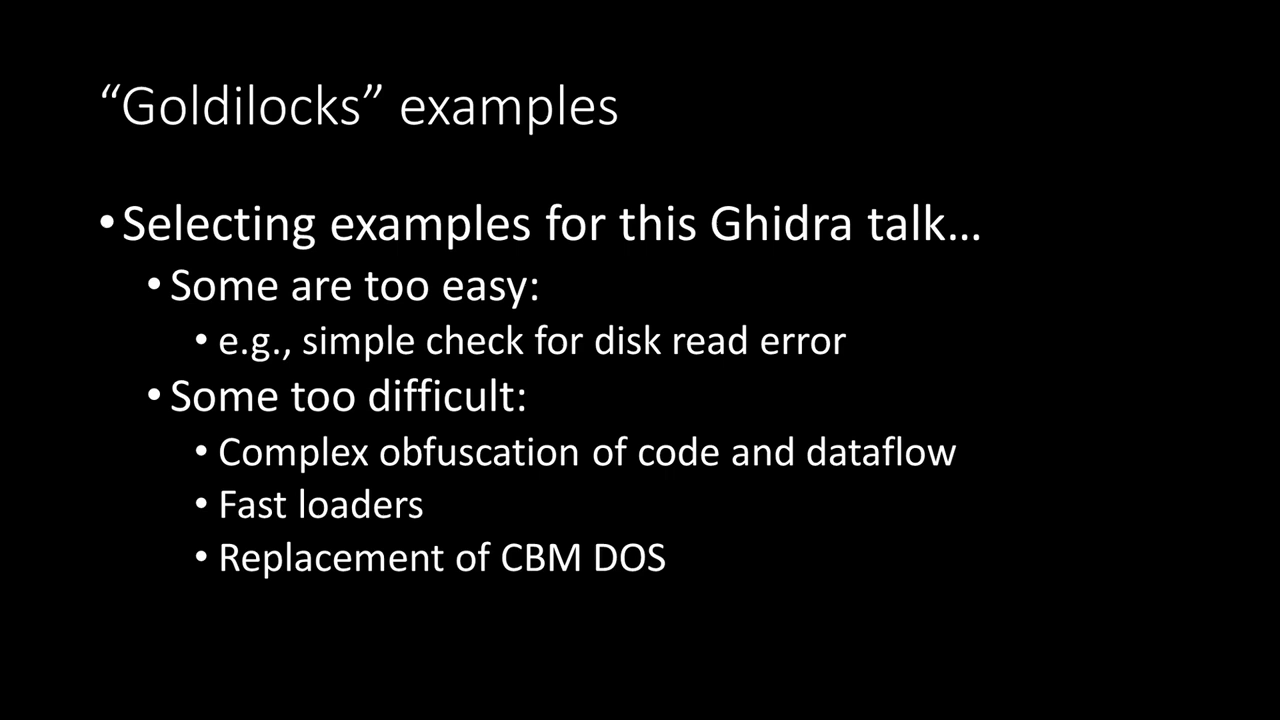 “Goldilocks” examples
•Selecting examples for this Ghidra talk…
•Some are too easy:
•e.g., simple check for disk read error
•Some too difficult:
•Complex obfuscation of code and dataflow
•Fast loaders
•Replacement of CBM DOS